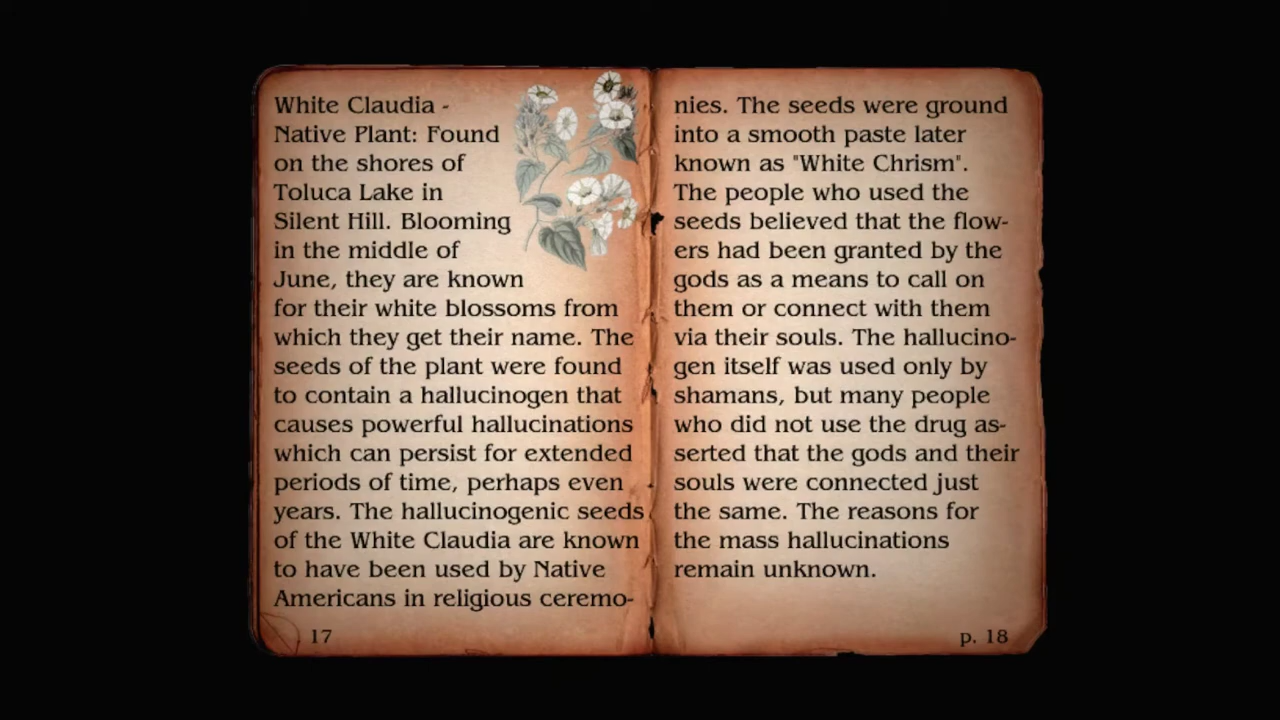 White Claudia -
Native Plant: Found
on the shores of
Toluca Lake in
Silent Hill. Blooming
in the middle of
June, they are known
for their white blossoms from
which they get their name. The
seeds of the plant were found
to contain a hallucinogen that
causes powerful hallucinations
which can persist for extended
periods of time, perhaps even
years. The hallucinogenic seeds
of the White Claudia are known
to have been used by Native
Americans in religious ceremo-
17
nies. The seeds were ground
into a smooth paste later
known as "White Chrism".
The people who used the
seeds believed that the flow-
ers had been granted by the
gods as a means to call on
them or connect with them
via their souls. The hallucino-
gen itself was used only by
shamans, but many people
who did not use the drug as-
serted that the gods and their
souls were connected just
the same. The reasons for
the mass hallucinations
remain unknown.
p. 18